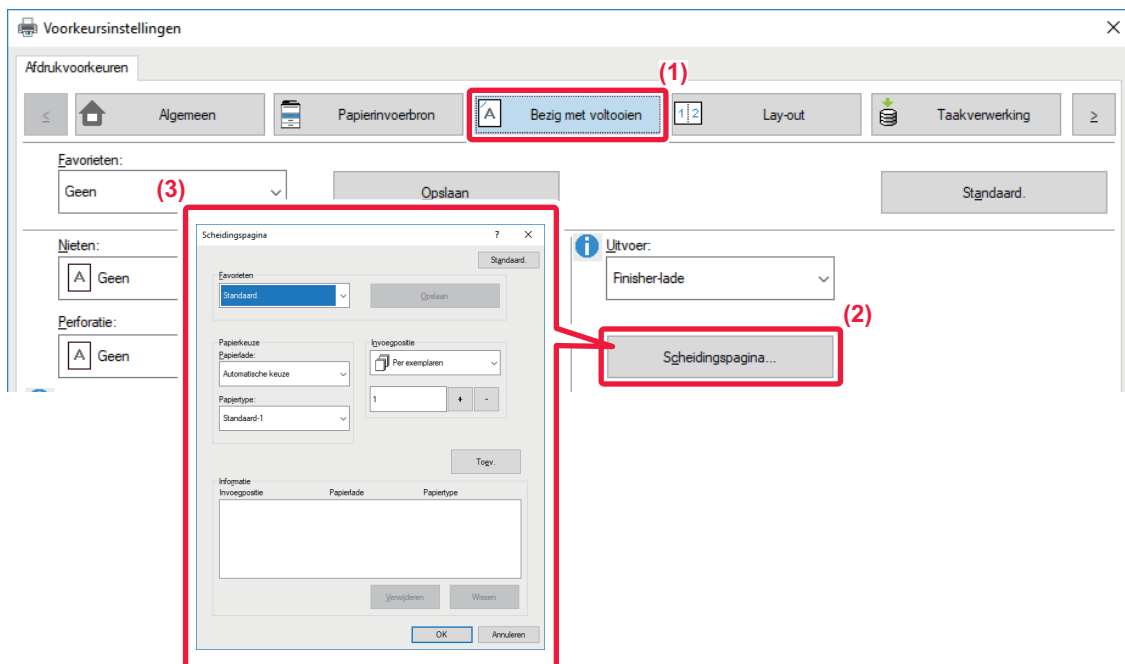 Voorkeursinstellingen
Afdrukvoorkeuren
(1)
≤
Algemeen
Papierinvoerbron
A
Bezig met voltooien
1 2
Lay-out
Taakverwerking
≥
Favorieten:
Geen
Opslaan
Standaard.
(3)
Nieten:
A Geen
Perforatie:
A Geen
Scheidingspagina ?
Standaard.
Favorieten
Standaard.
Opslaan
Papierkeuze
Papierlade:
Automatische keuze
Papiertype:
Standaard-1
Invoegpositie
Per exemplaren
1 + -
Toev.
Informatie
Invoegpositie Papierlade Papiertype
Verwijderen Wissen
OK Annuleren
i Uitvoer:
Finisher-lade
(2)
Scheidingspagina...